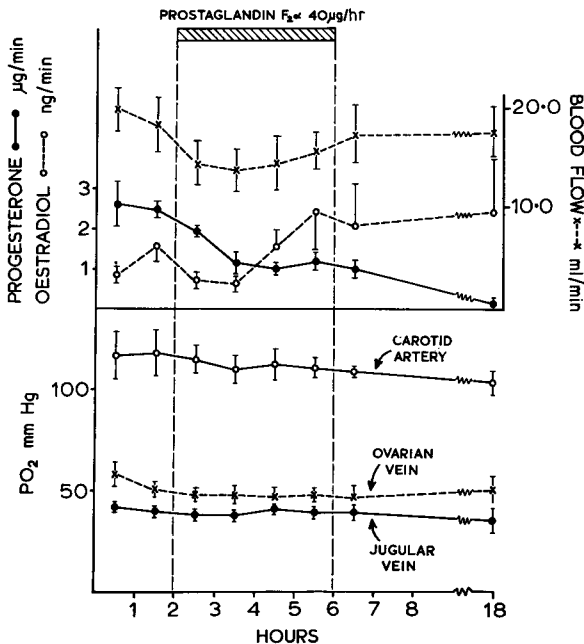 PROSTAGLANDIN F₂∝ 40μg/hr
PROGESTERONE •—• μg/min
OESTRADIOL o---o ng/min
3
2
1
20·0
10·0
BLOOD FLOW x---x ml/min
PO₂ mm Hg
100
50
CAROTID
ARTERY
OVARIAN
VEIN
JUGULAR
VEIN
1 2 3 4 5 6 7 8 18
HOURS